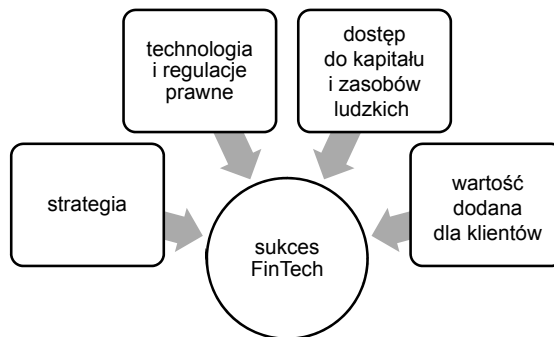 technologia
i regulacje
prawne
dostęp
do kapitału
i zasobów
ludzkich
strategia
wartość
dodana
dla klientów
sukces
FinTech